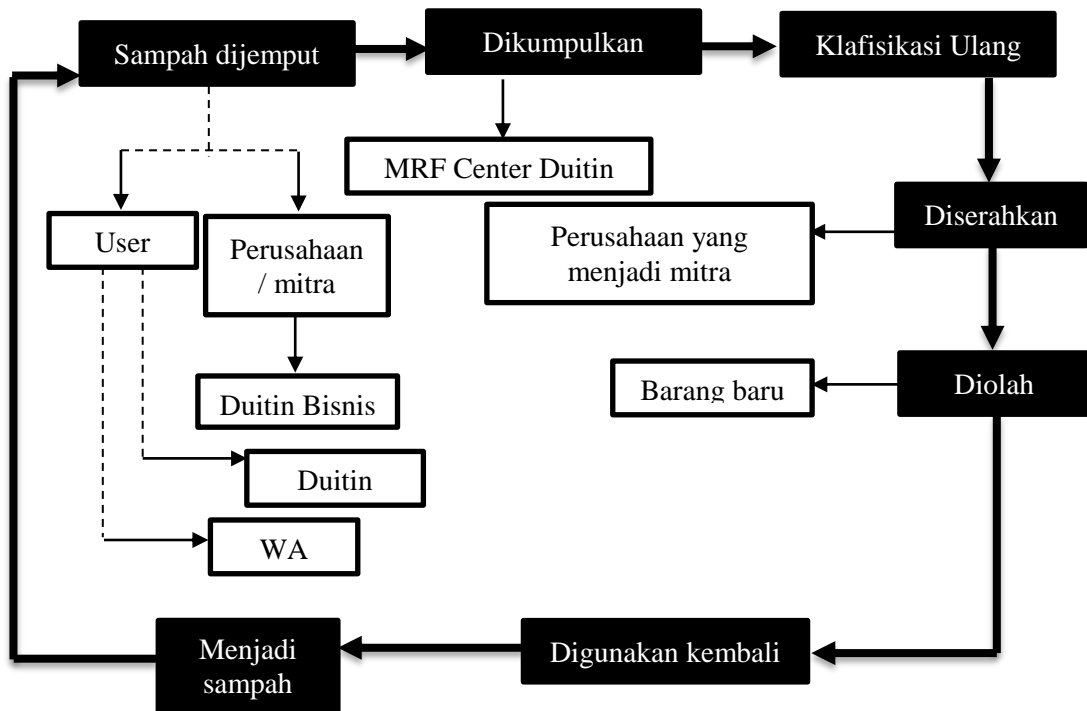 Sampah dijemput
Dikumpulkan
Klafisikasi Ulang
MRF Center Duitin
User
Perusahaan
/ mitra
Perusahaan yang
menjadi mitra
Diserahkan
Duitin Bisnis
Barang baru
Diolah
Duitin
WA
Menjadi
sampah
Digunakan kembali